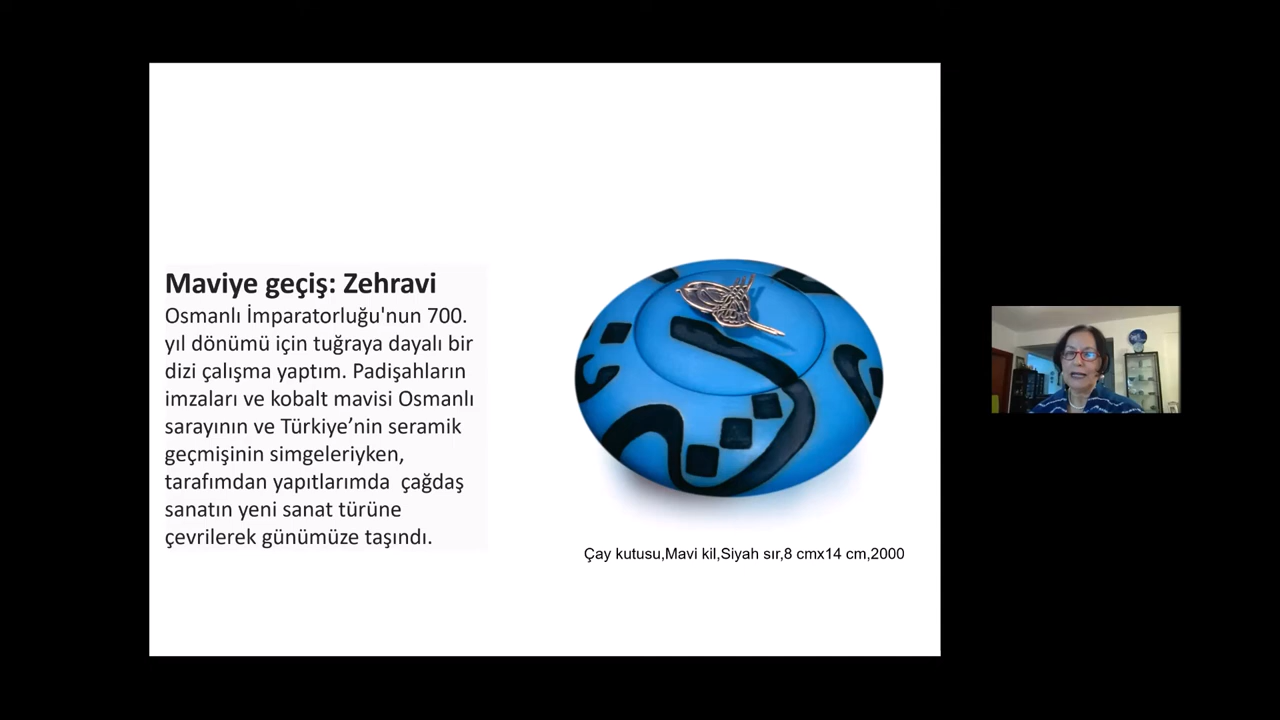 Maviye geçiş: Zehravi
Osmanlı İmparatorluğu'nun 700.
yıl dönümü için tuğraya dayalı bir
dizi çalışma yaptım. Padişahların
imzaları ve kobalt mavisi Osmanlı
sarayının ve Türkiye’nin seramik
geçmişinin simgeleriyken,
tarafımdan yapıtlarımda  çağdaş
sanatın yeni sanat türüne
çevrilerek günümüze taşındı.
Çay kutusu,Mavi kil,Siyah sır,8 cmx14 cm,2000